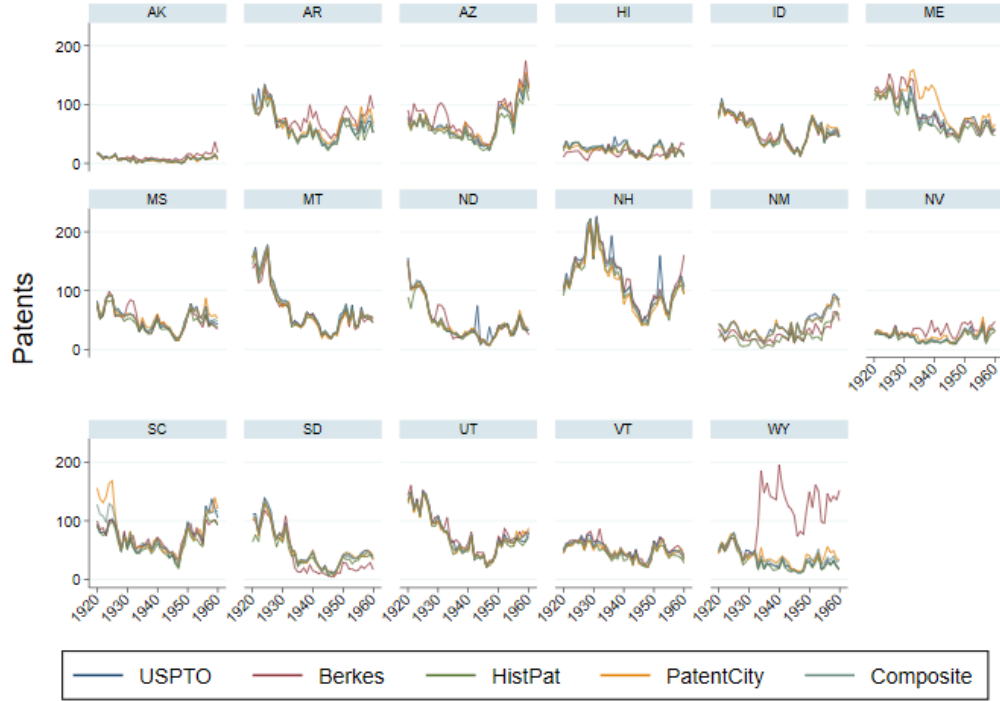 AK AR AZ HI ID ME
200
100
0
MS MT ND NH NM NV
200
100
0
1920 1930 1940 1950 1960
Patents
SC SD UT VT WY
200
100
0
1920 1930 1940 1950 1960 1920 1930 1940 1950 1960 1920 1930 1940 1950 1960 1920 1930 1940 1950 1960 1920 1930 1940 1950 1960
USPTO Berkes HistPat PatentCity Composite